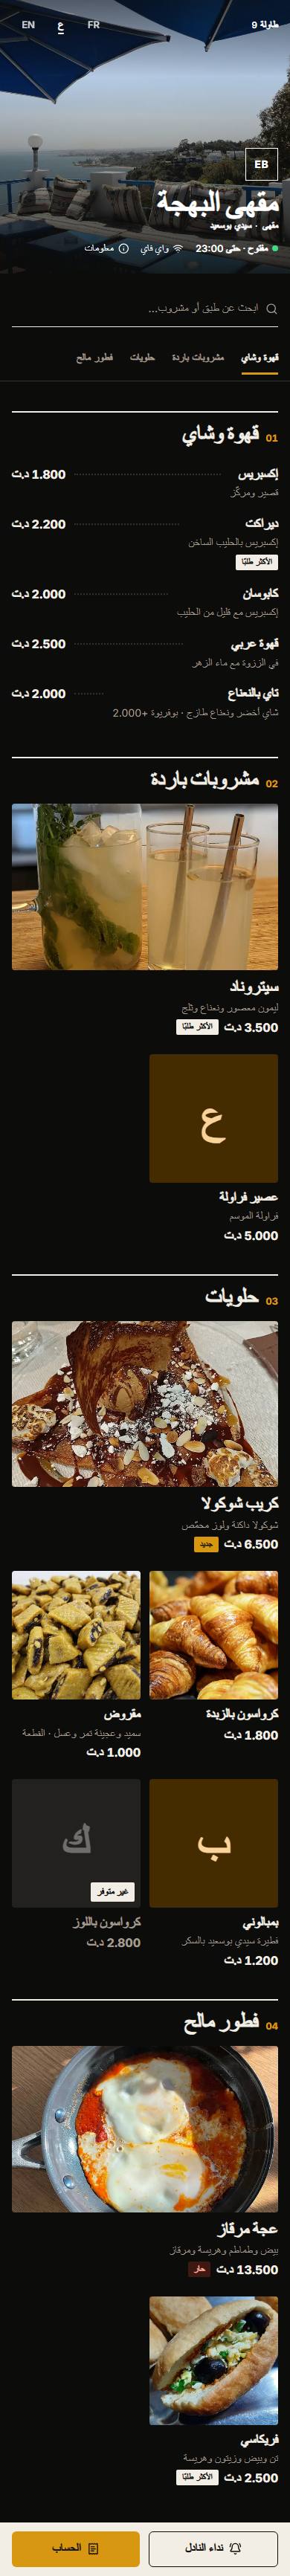 طاولة 9
FR
ع
EN
EB
مقهى البهجة
مقهى · سيدي بوسعيد
مفتوح · حتى 23:00
واي فاي
معلومات
ابحث عن طبق أو مشروب...
قهوة وشاي
مشروبات باردة
حلويات
فطور مالح
01 قهوة وشاي
إكسبريس 1.800 د.ت
قصير ومركّز
ديراكت 2.200 د.ت
إكسبريس بالحليب الساخن
الأكثر طلبًا
كابوسان 2.000 د.ت
إكسبريس مع قليل من الحليب
قهوة عربي 2.500 د.ت
في الززوة مع ماء الزهر
تاي بالنعناع 2.000 د.ت
شاي أخضر ونعناع طازج · بوفريوة +2.000
02 مشروبات باردة
سيتروناد
ليمون معصور ونعناع وثلج
3.500 د.ت الأكثر طلبًا
ع
عصير فراولة
فراولة الموسم
5.000 د.ت
03 حلويات
كريب شوكولا
شوكولا داكنة ولوز محمّص
6.500 د.ت جديد
كرواسون بالزبدة
1.800 د.ت
مقروض
سميد وعجينة تمر وعسل · القطعة
1.000 د.ت
ب
بمبالوني
فطيرة سيدي بوسعيد بالسكر
1.200 د.ت
ك
غير متوفر
كرواسون باللوز
2.800 د.ت
04 فطور مالح
عجة مرقاز
بيض وطماطم وهريسة ومرقاز
13.500 د.ت حار
فريكاسي
تن وبيض وزيتون وهريسة
2.500 د.ت الأكثر طلبًا
نداء النادل
الحساب